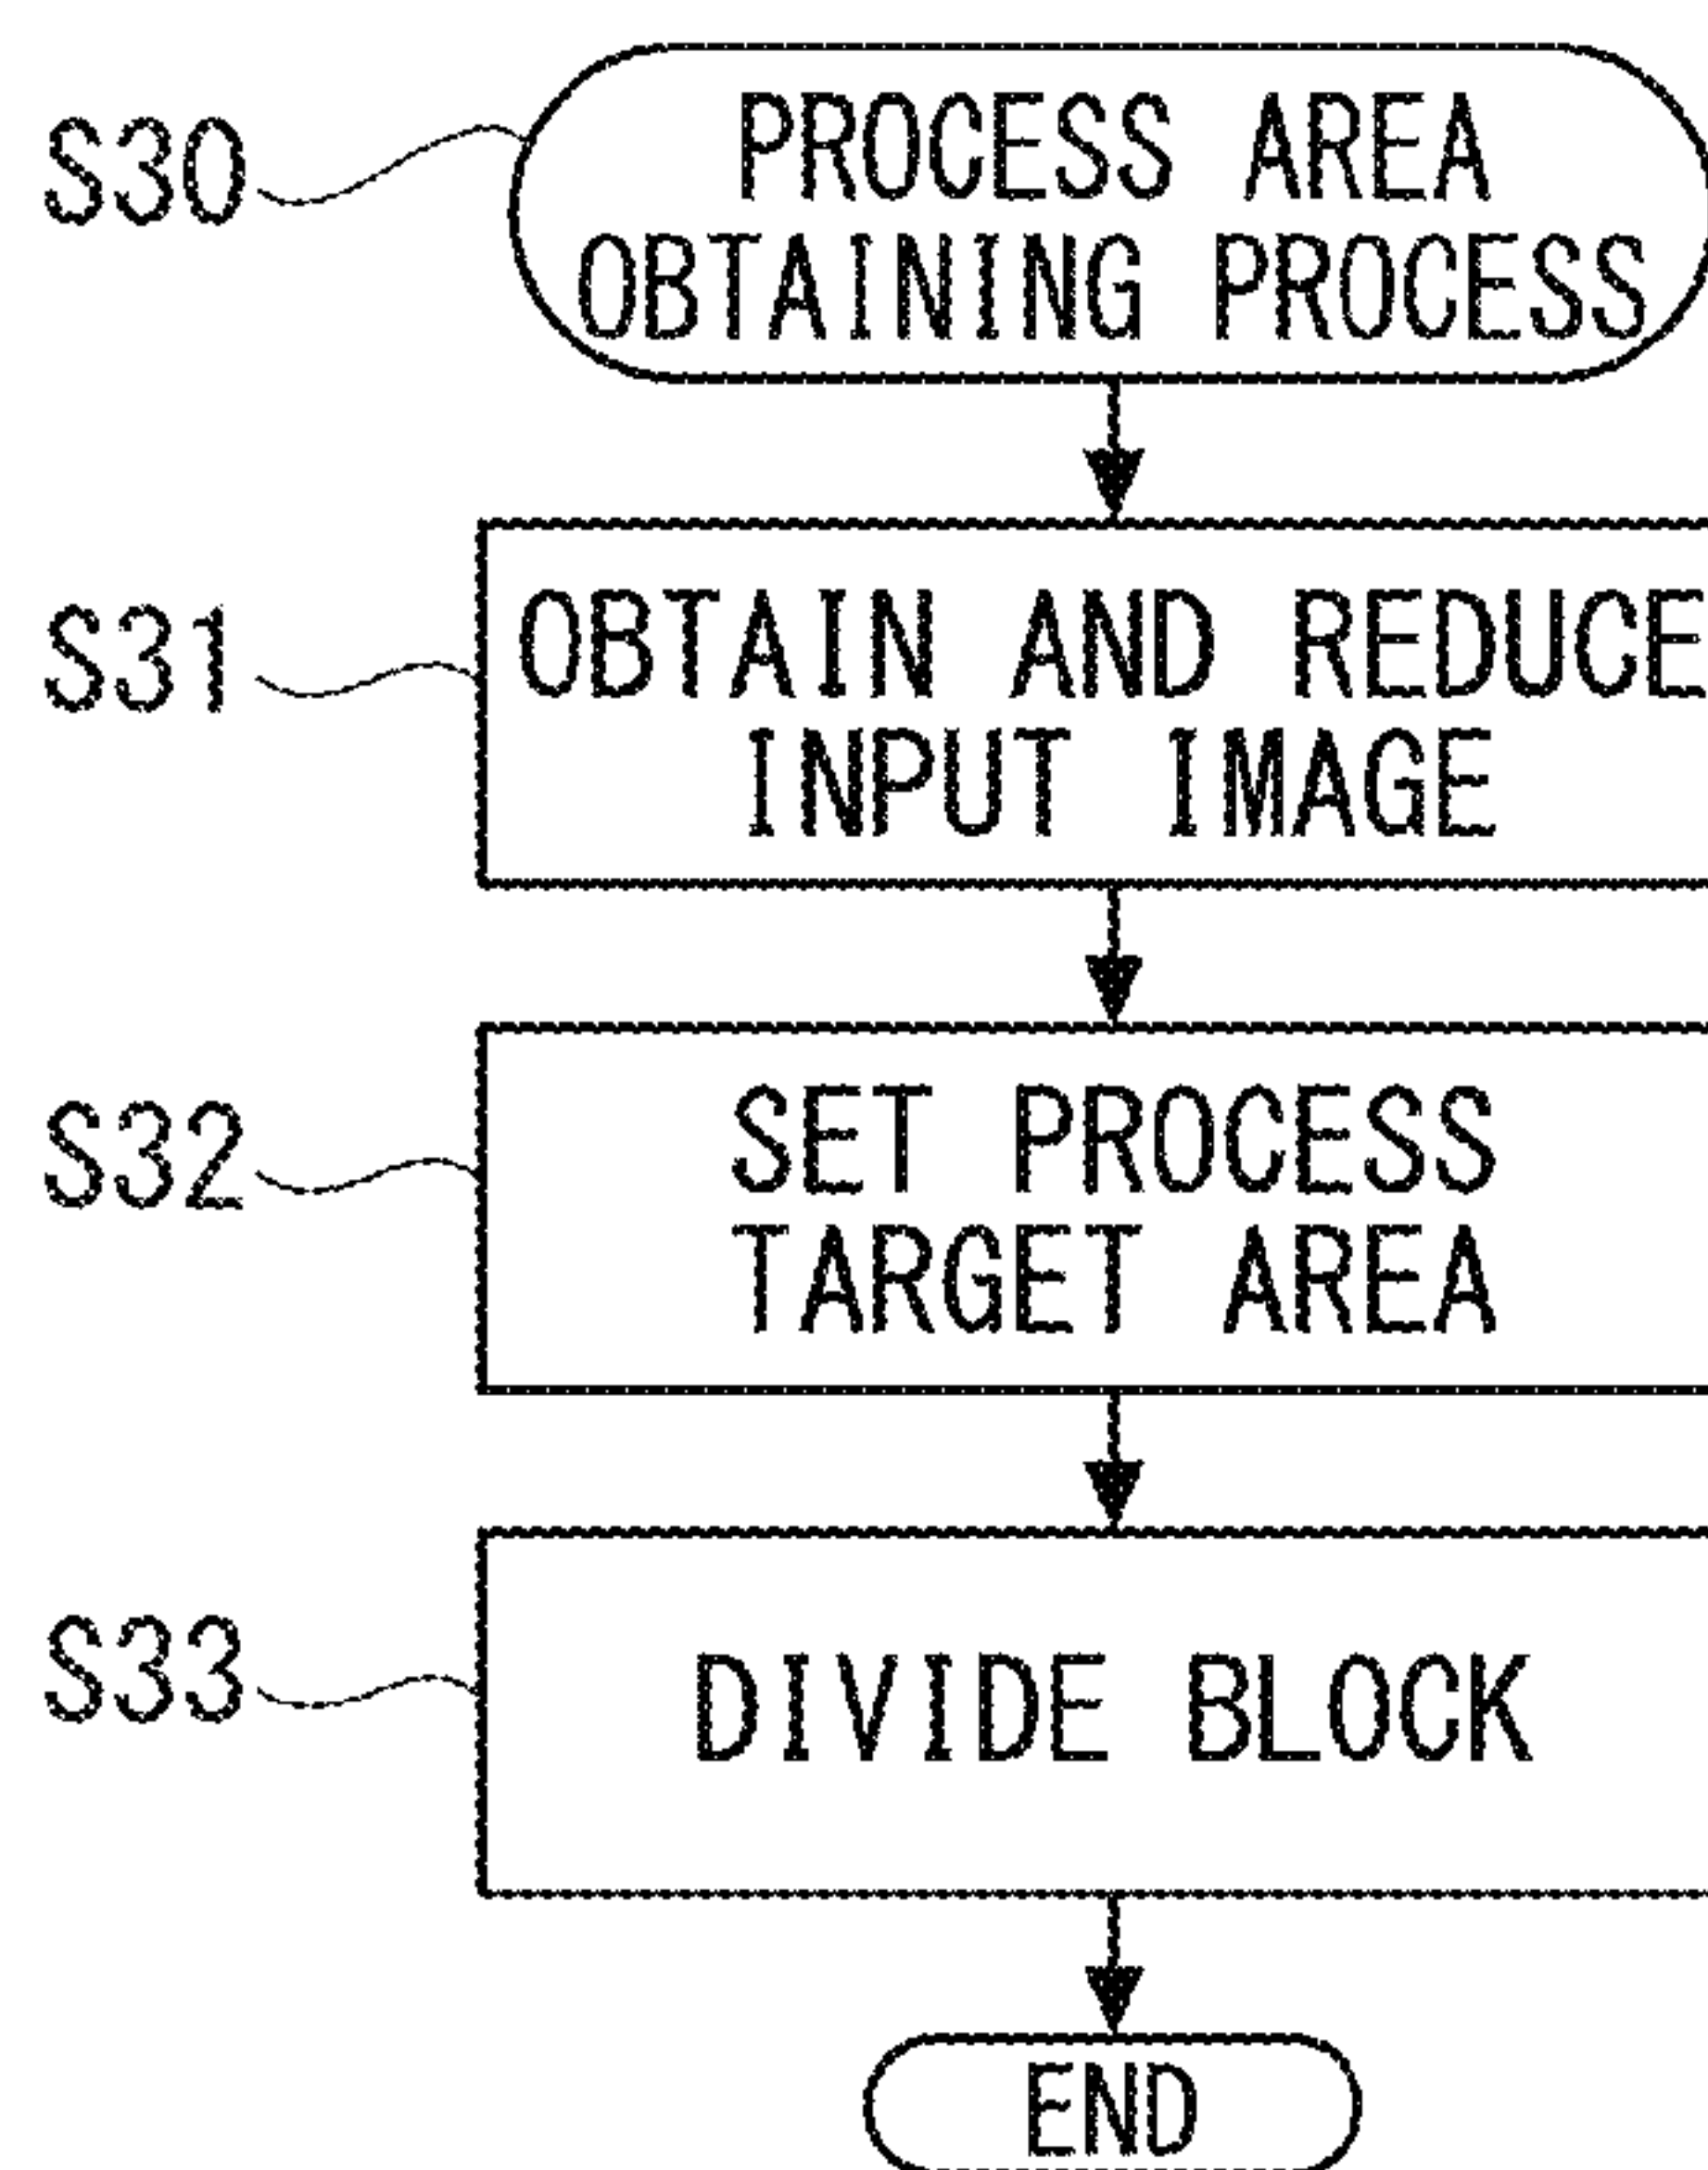 S30
PROCESS AREA
OBTAINING PROCESS
S31
OBTAIN AND REDUCE
INPUT IMAGE
S32
SET PROCESS
TARGET AREA
S33
DIVIDE BLOCK
END